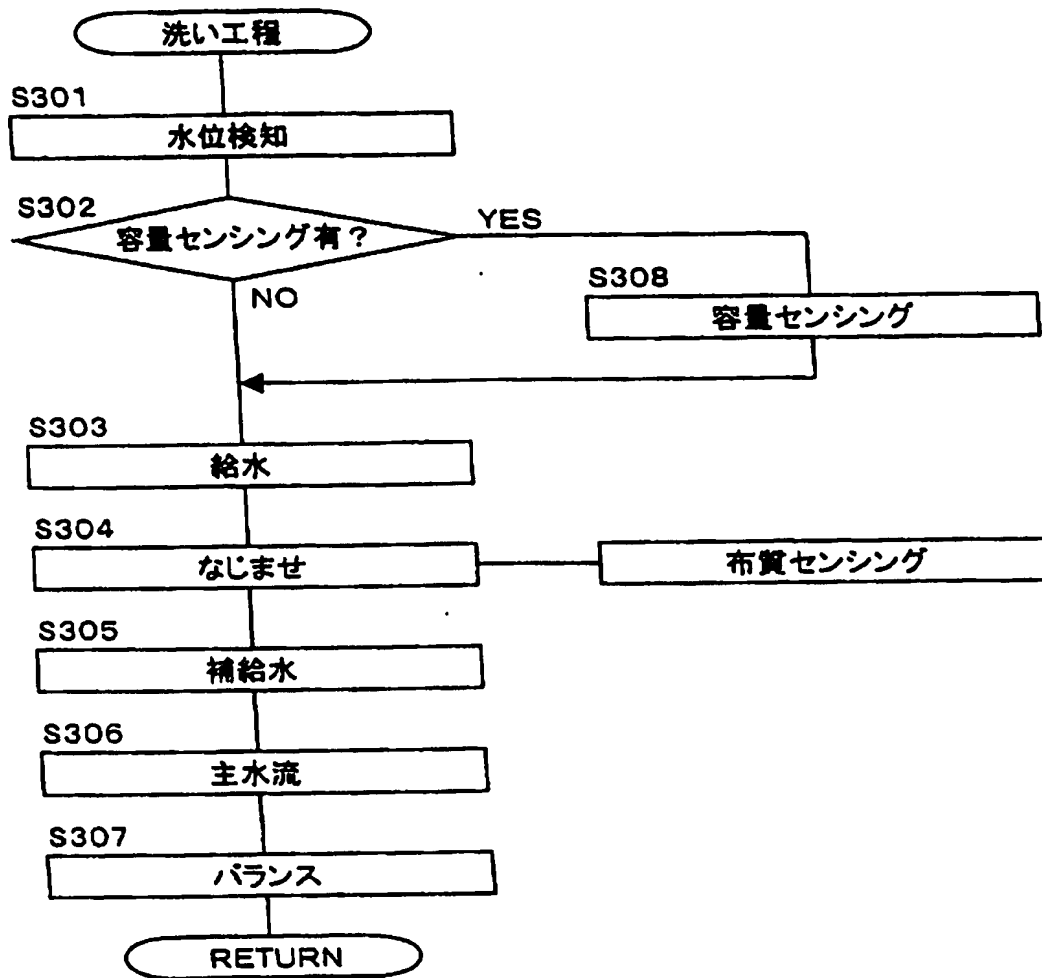 洗い工程
S301
水位検知
S302
容量センシング有?
YES
NO
S308
容量センシング
S303
給水
S304
なじませ
布質センシング
S305
補給水
S306
主水流
S307
バランス
RETURN